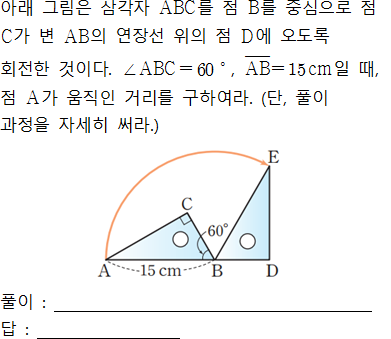 아래 그림은 삼각자 ABC를 점 B를 중심으로 점
C가 변 AB의 연장선 위의 점 D에 오도록
회전한 것이다. ∠ABC=60°, A̅B̅=15cm일 때,
점 A가 움직인 거리를 구하여라. (단, 풀이
과정을 자세히 써라.)
E
C
60°
A
15 cm
B
D
풀이 :
답 :